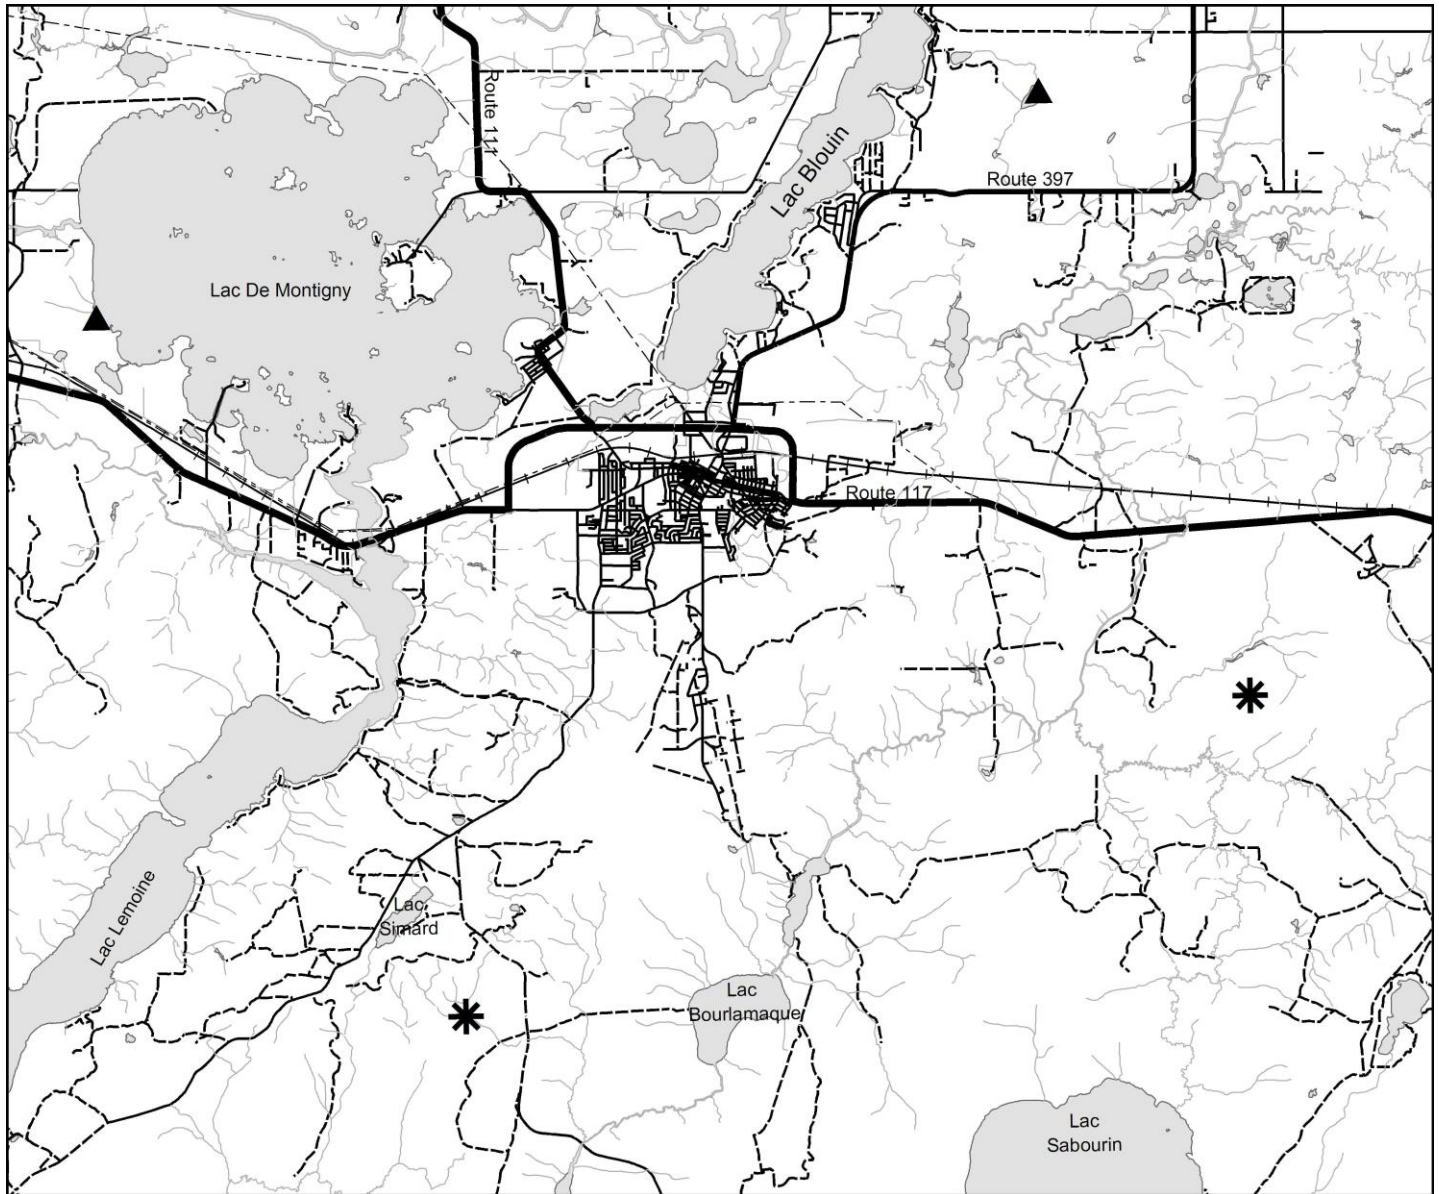 Route 111
Lac Blouin
Route 397
Lac De Montigny
Route 117
Lac Lemoine
Lac
Simard
Lac
Bourlamaque
Lac
Sabourin